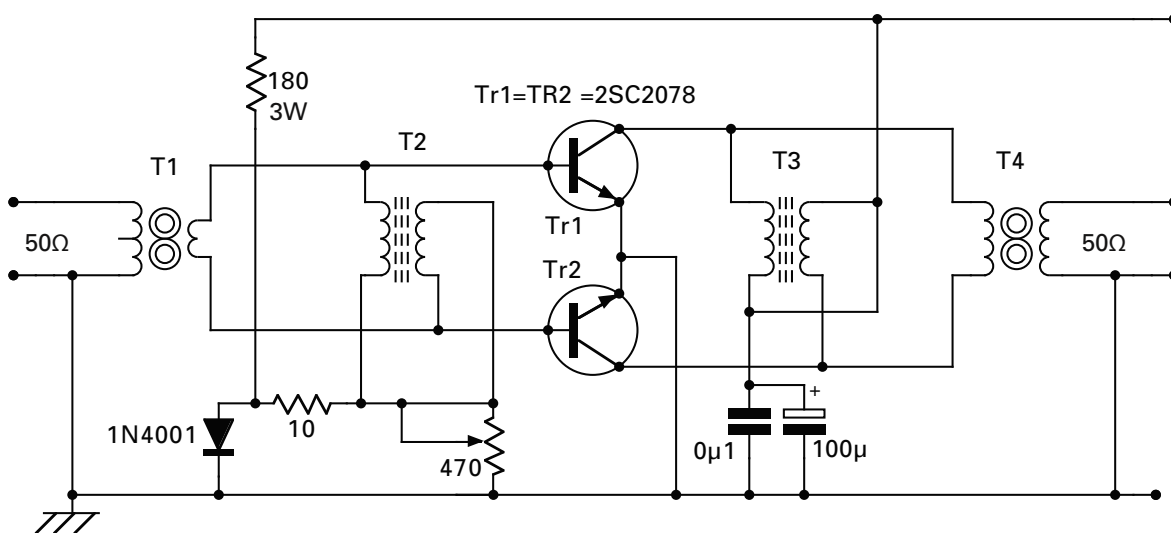 180
3W
Tr1=TR2 =2SC2078
T1
T2
T3
T4
50Ω
Tr1
50Ω
Tr2
+
1N4001
10
470
0µ1
100µ